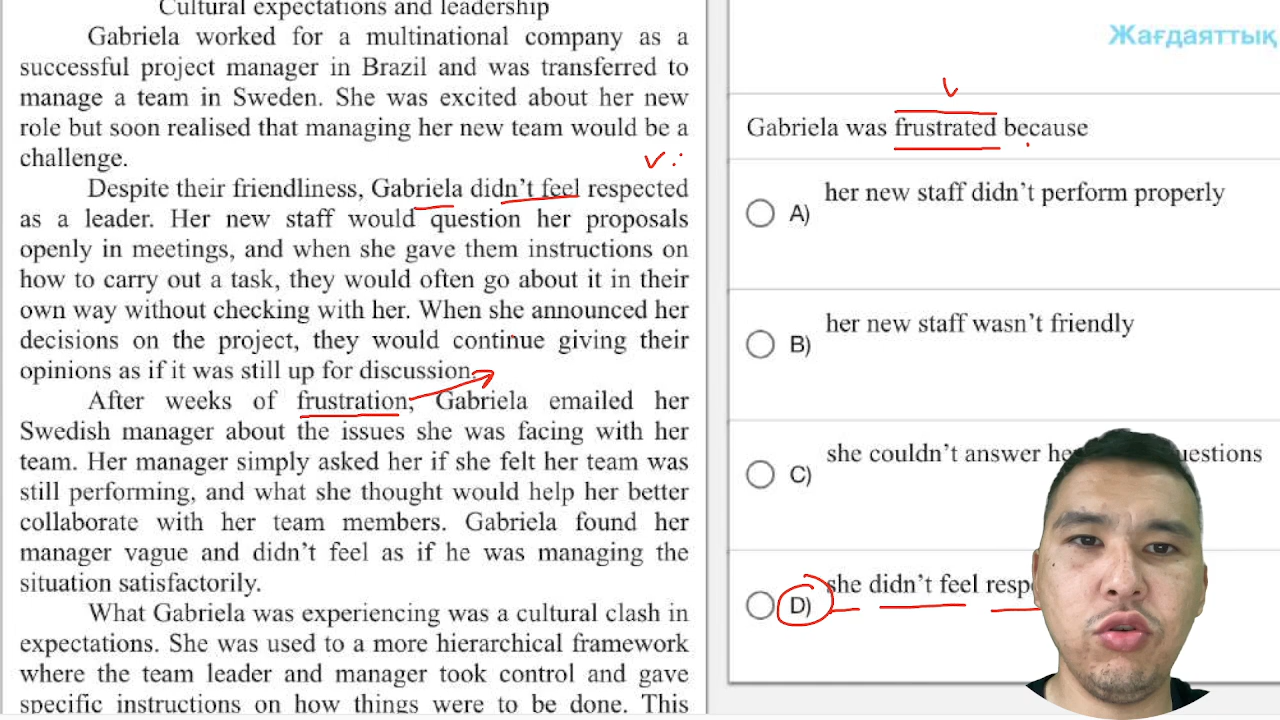 Cultural expectations and leadership
Gabriela worked for a multinational company as a
successful project manager in Brazil and was transferred to
manage a team in Sweden. She was excited about her new
role but soon realised that managing her new team would be a
challenge.
Despite their friendliness, Gabriela didn’t feel respected
as a leader. Her new staff would question her proposals
openly in meetings, and when she gave them instructions on
how to carry out a task, they would often go about it in their
own way without checking with her. When she announced her
decisions on the project, they would continue giving their
opinions as if it was still up for discussion.
After weeks of frustration, Gabriela emailed her
Swedish manager about the issues she was facing with her
team. Her manager simply asked her if she felt her team was
still performing, and what she thought would help her better
collaborate with her team members. Gabriela found her
manager vague and didn’t feel as if he was managing the
situation satisfactorily.
What Gabriela was experiencing was a cultural clash in
expectations. She was used to a more hierarchical framework
where the team leader and manager took control and gave
specific instructions on how things were to be done. This
Жағдаяттық
Gabriela was frustrated because
A) her new staff didn’t perform properly
B) her new staff wasn’t friendly
C) she couldn’t answer
D) she didn’t feel